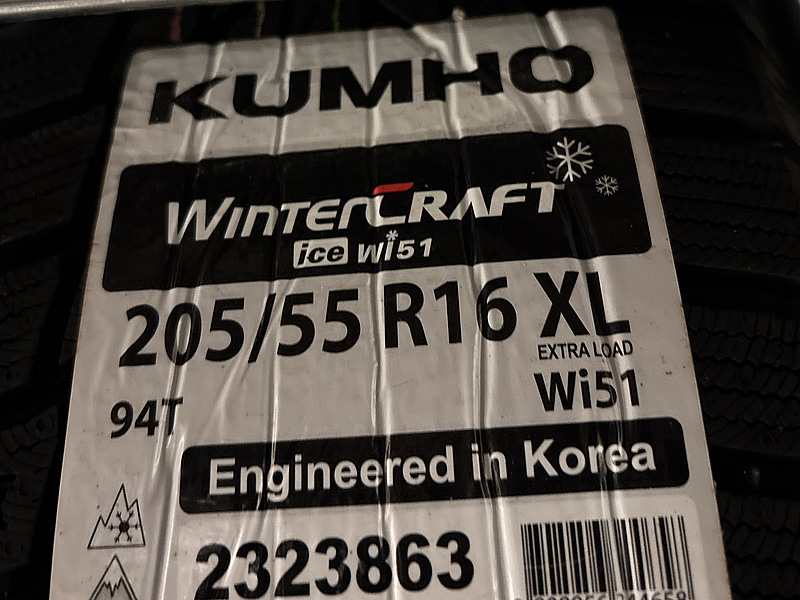 KUMHO
WINTERCRAFT
ice wi51
205/55 R16 XL
EXTRA LOAD
94T
Wi51
Engineered in Korea
2323863